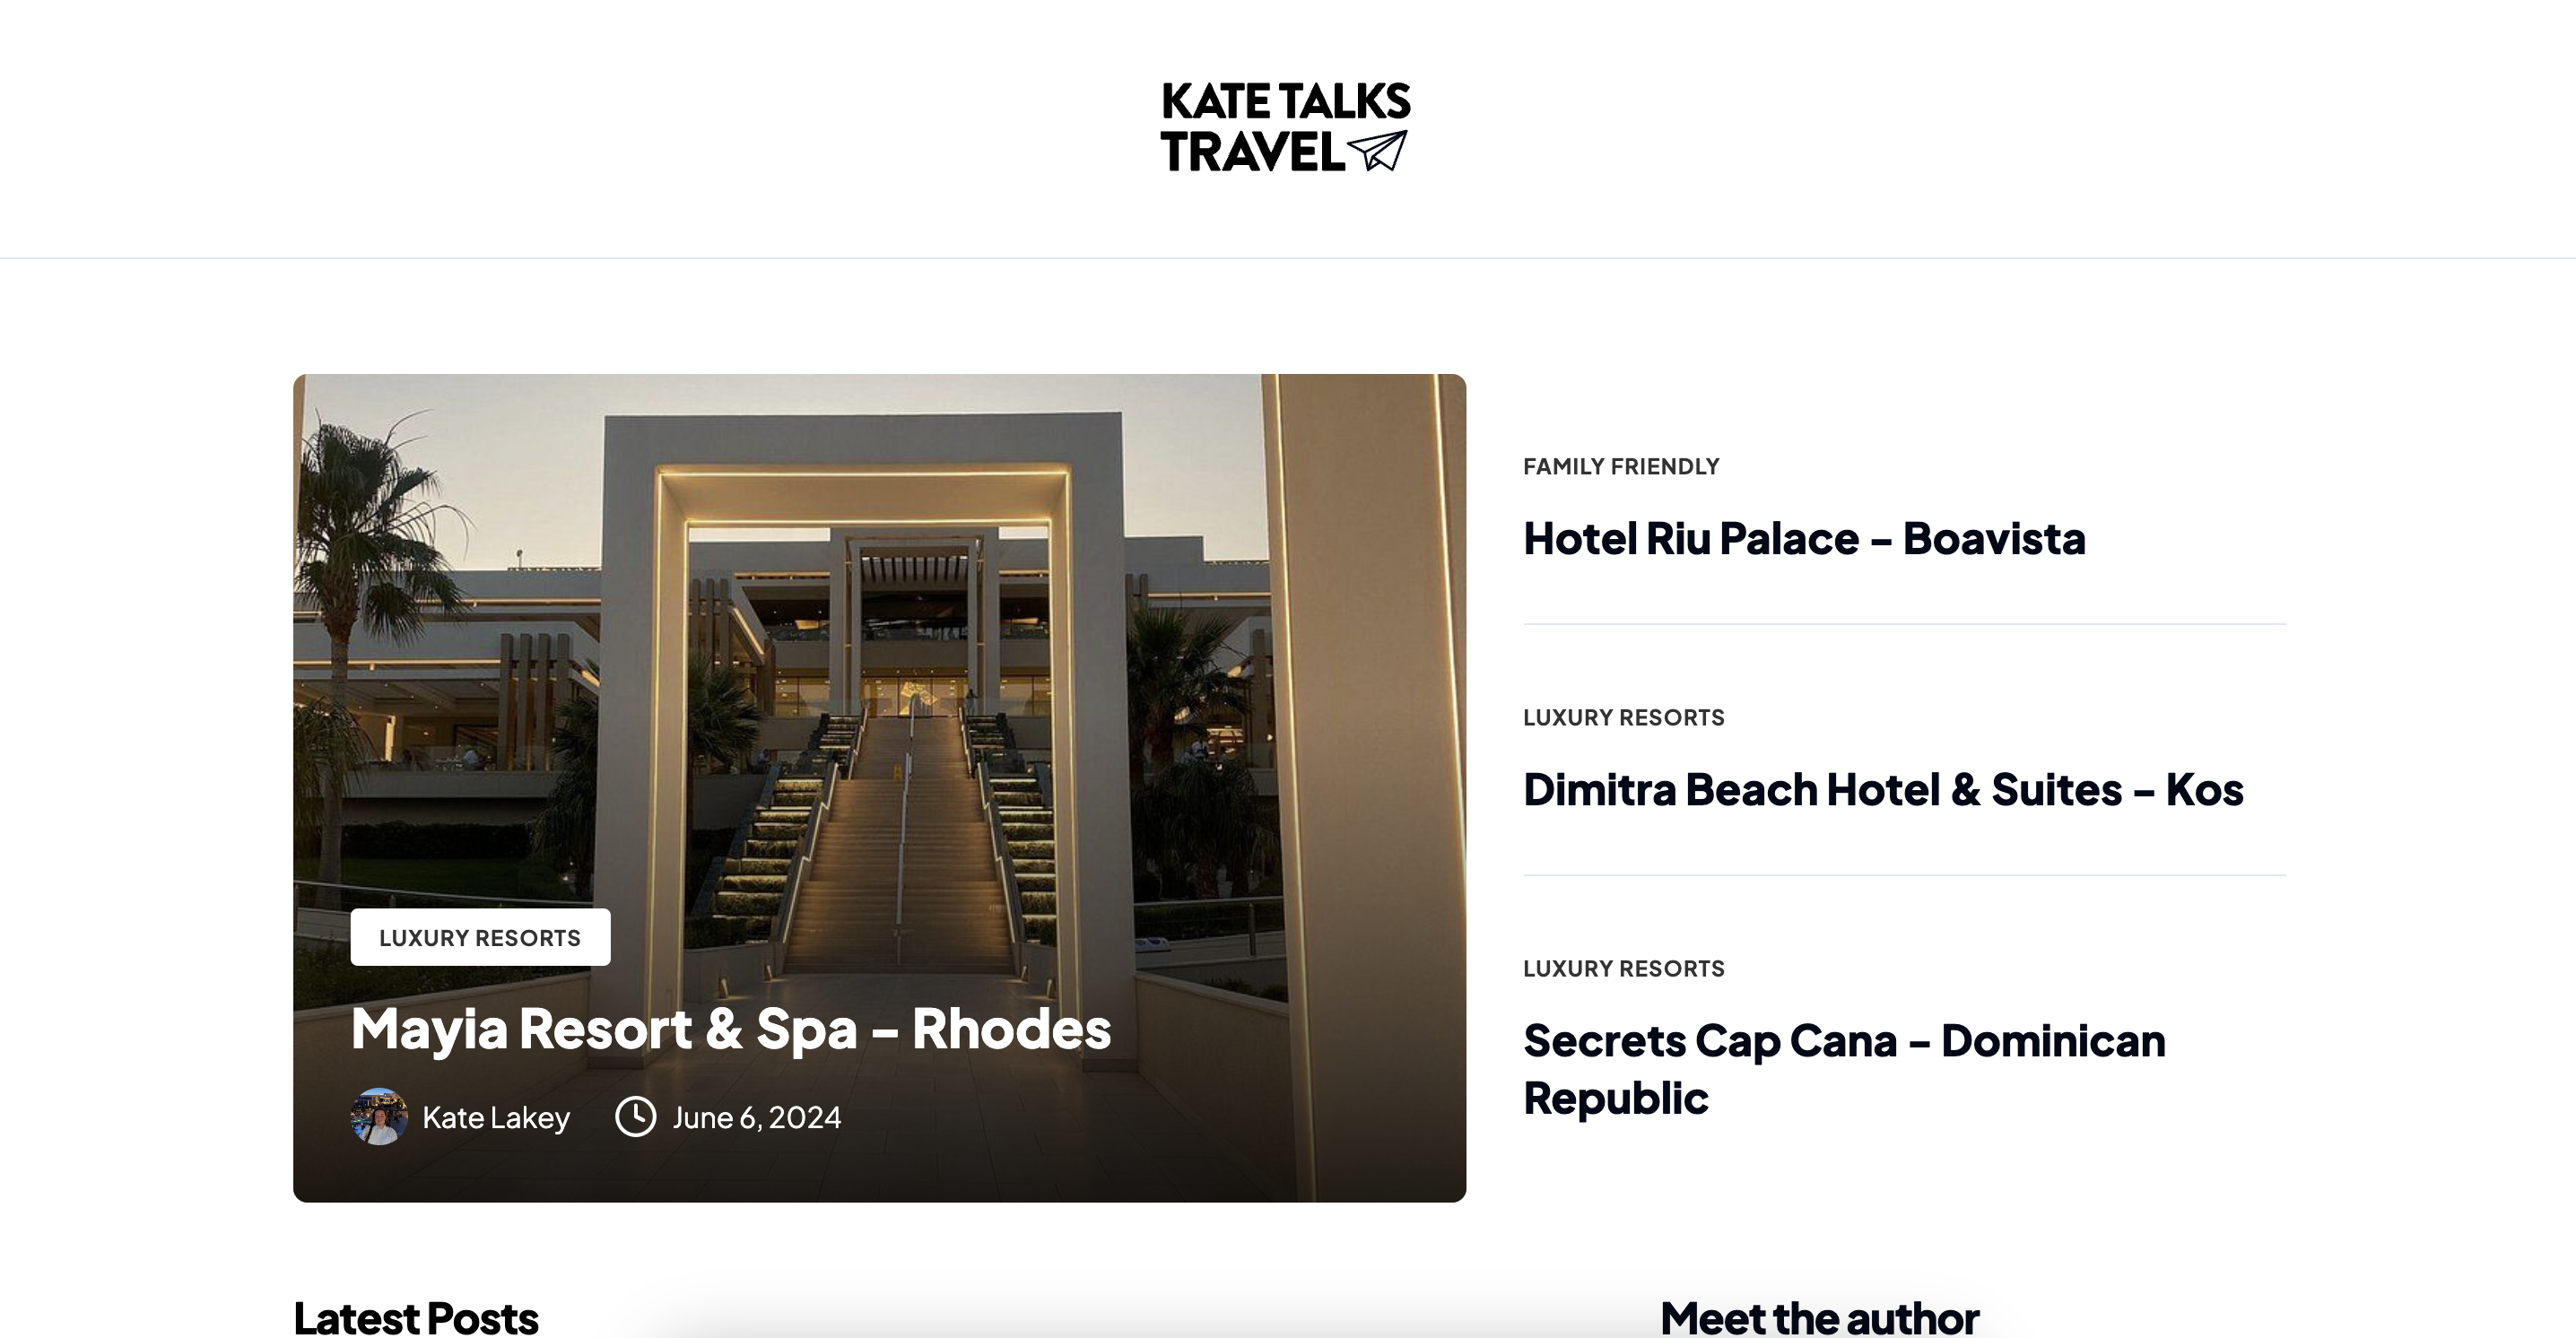 KATE TALKS
TRAVEL
LUXURY RESORTS
Mayia Resort & Spa – Rhodes
Kate Lakey June 6, 2024
FAMILY FRIENDLY
Hotel Riu Palace – Boavista
LUXURY RESORTS
Dimitra Beach Hotel & Suites – Kos
LUXURY RESORTS
Secrets Cap Cana – Dominican
Republic
Latest Posts
Meet the author